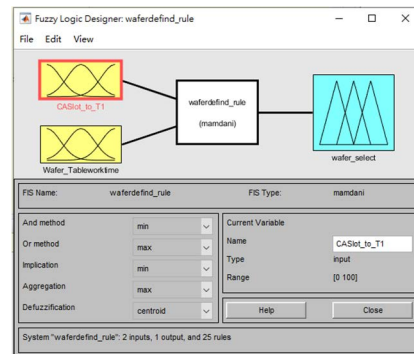 Fuzzy Logic Designer: waferdefind_rule
File Edit View
CASlot_to_T1
Wafer_Tableworktime
waferdefind_rule
(mamdani)
wafer_select
FIS Name: waferdefind_rule FIS Type: mamdani
And method min
Or method max
Implication min
Aggregation max
Defuzzification centroid
Current Variable
Name CASlot_to_T1
Type input
Range [0 100]
Help Close
System "waferdefind_rule": 2 inputs, 1 output, and 25 rules